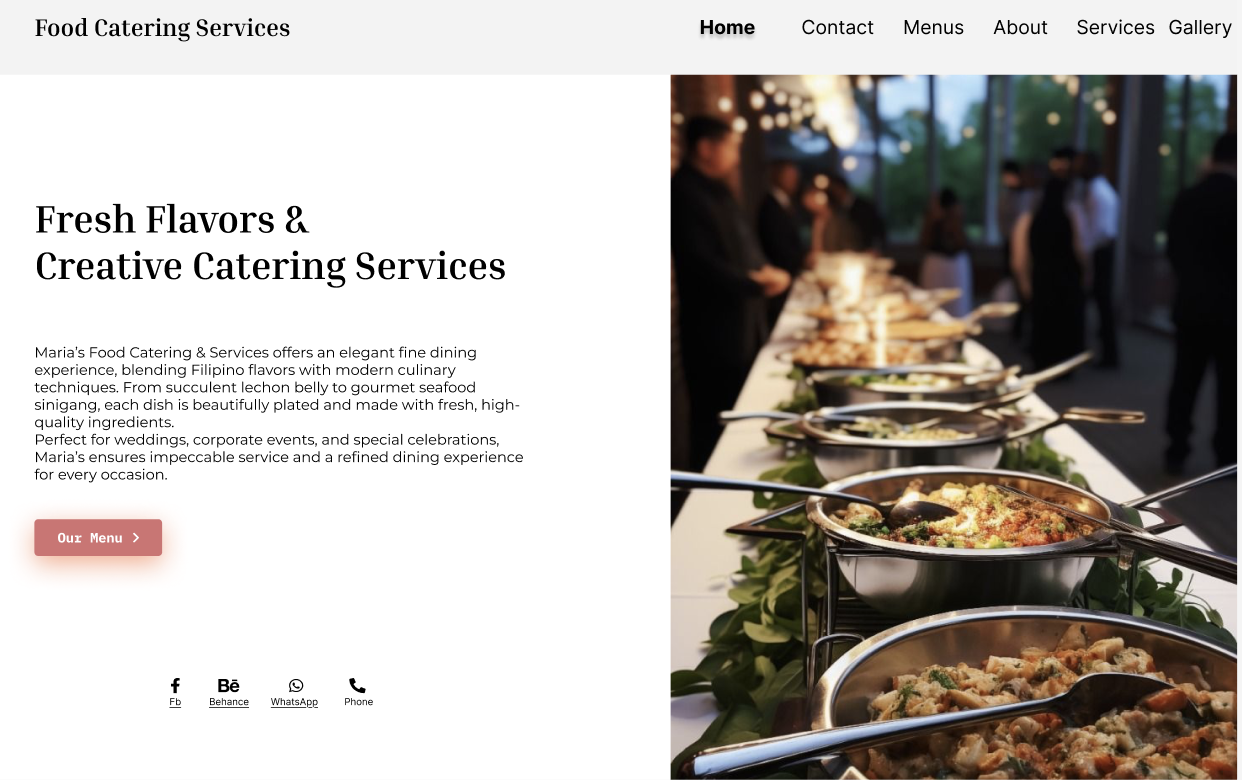 Food Catering Services
Home Contact Menus About Services Gallery
Fresh Flavors &
Creative Catering Services
Maria’s Food Catering & Services offers an elegant fine dining
experience, blending Filipino flavors with modern culinary
techniques. From succulent lechon belly to gourmet seafood
sinigang, each dish is beautifully plated and made with fresh, high-
quality ingredients.
Perfect for weddings, corporate events, and special celebrations,
Maria’s ensures impeccable service and a refined dining experience
for every occasion.
Our Menu
Bē
Fb Behance WhatsApp Phone